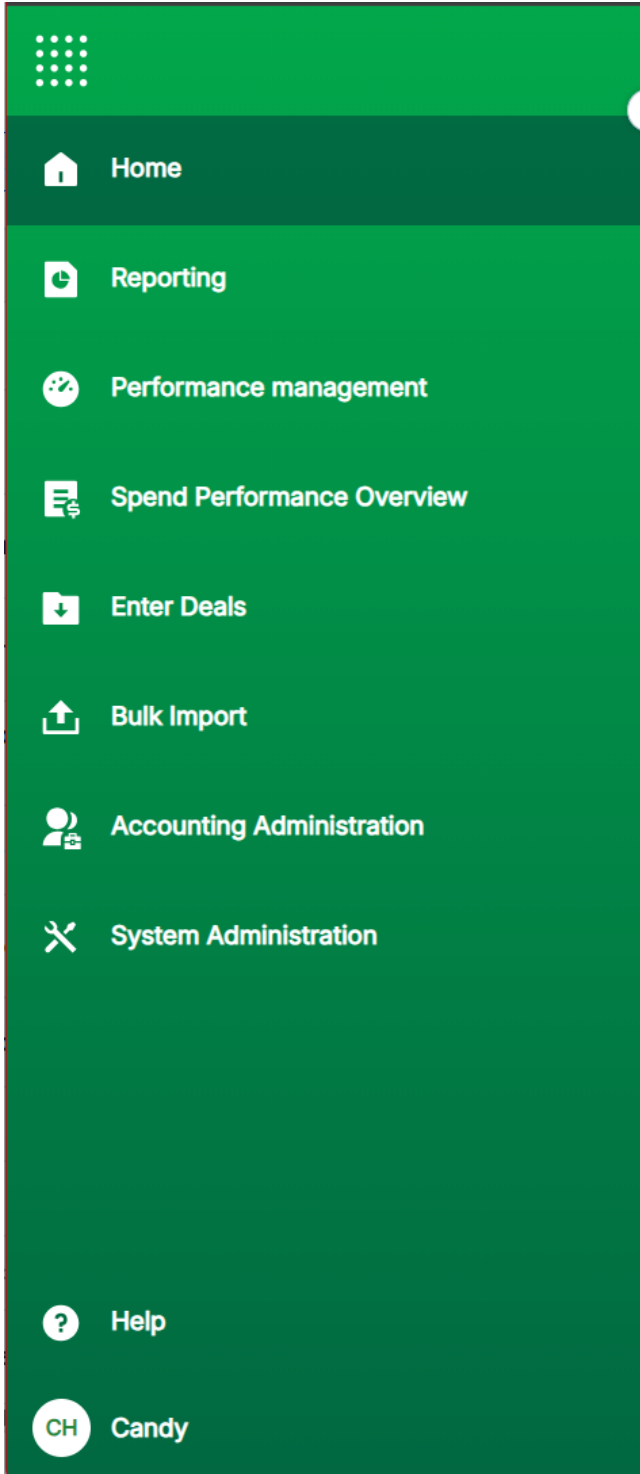 Home
Reporting
Performance management
Spend Performance Overview
Enter Deals
Bulk Import
Accounting Administration
System Administration
? Help
CH Candy